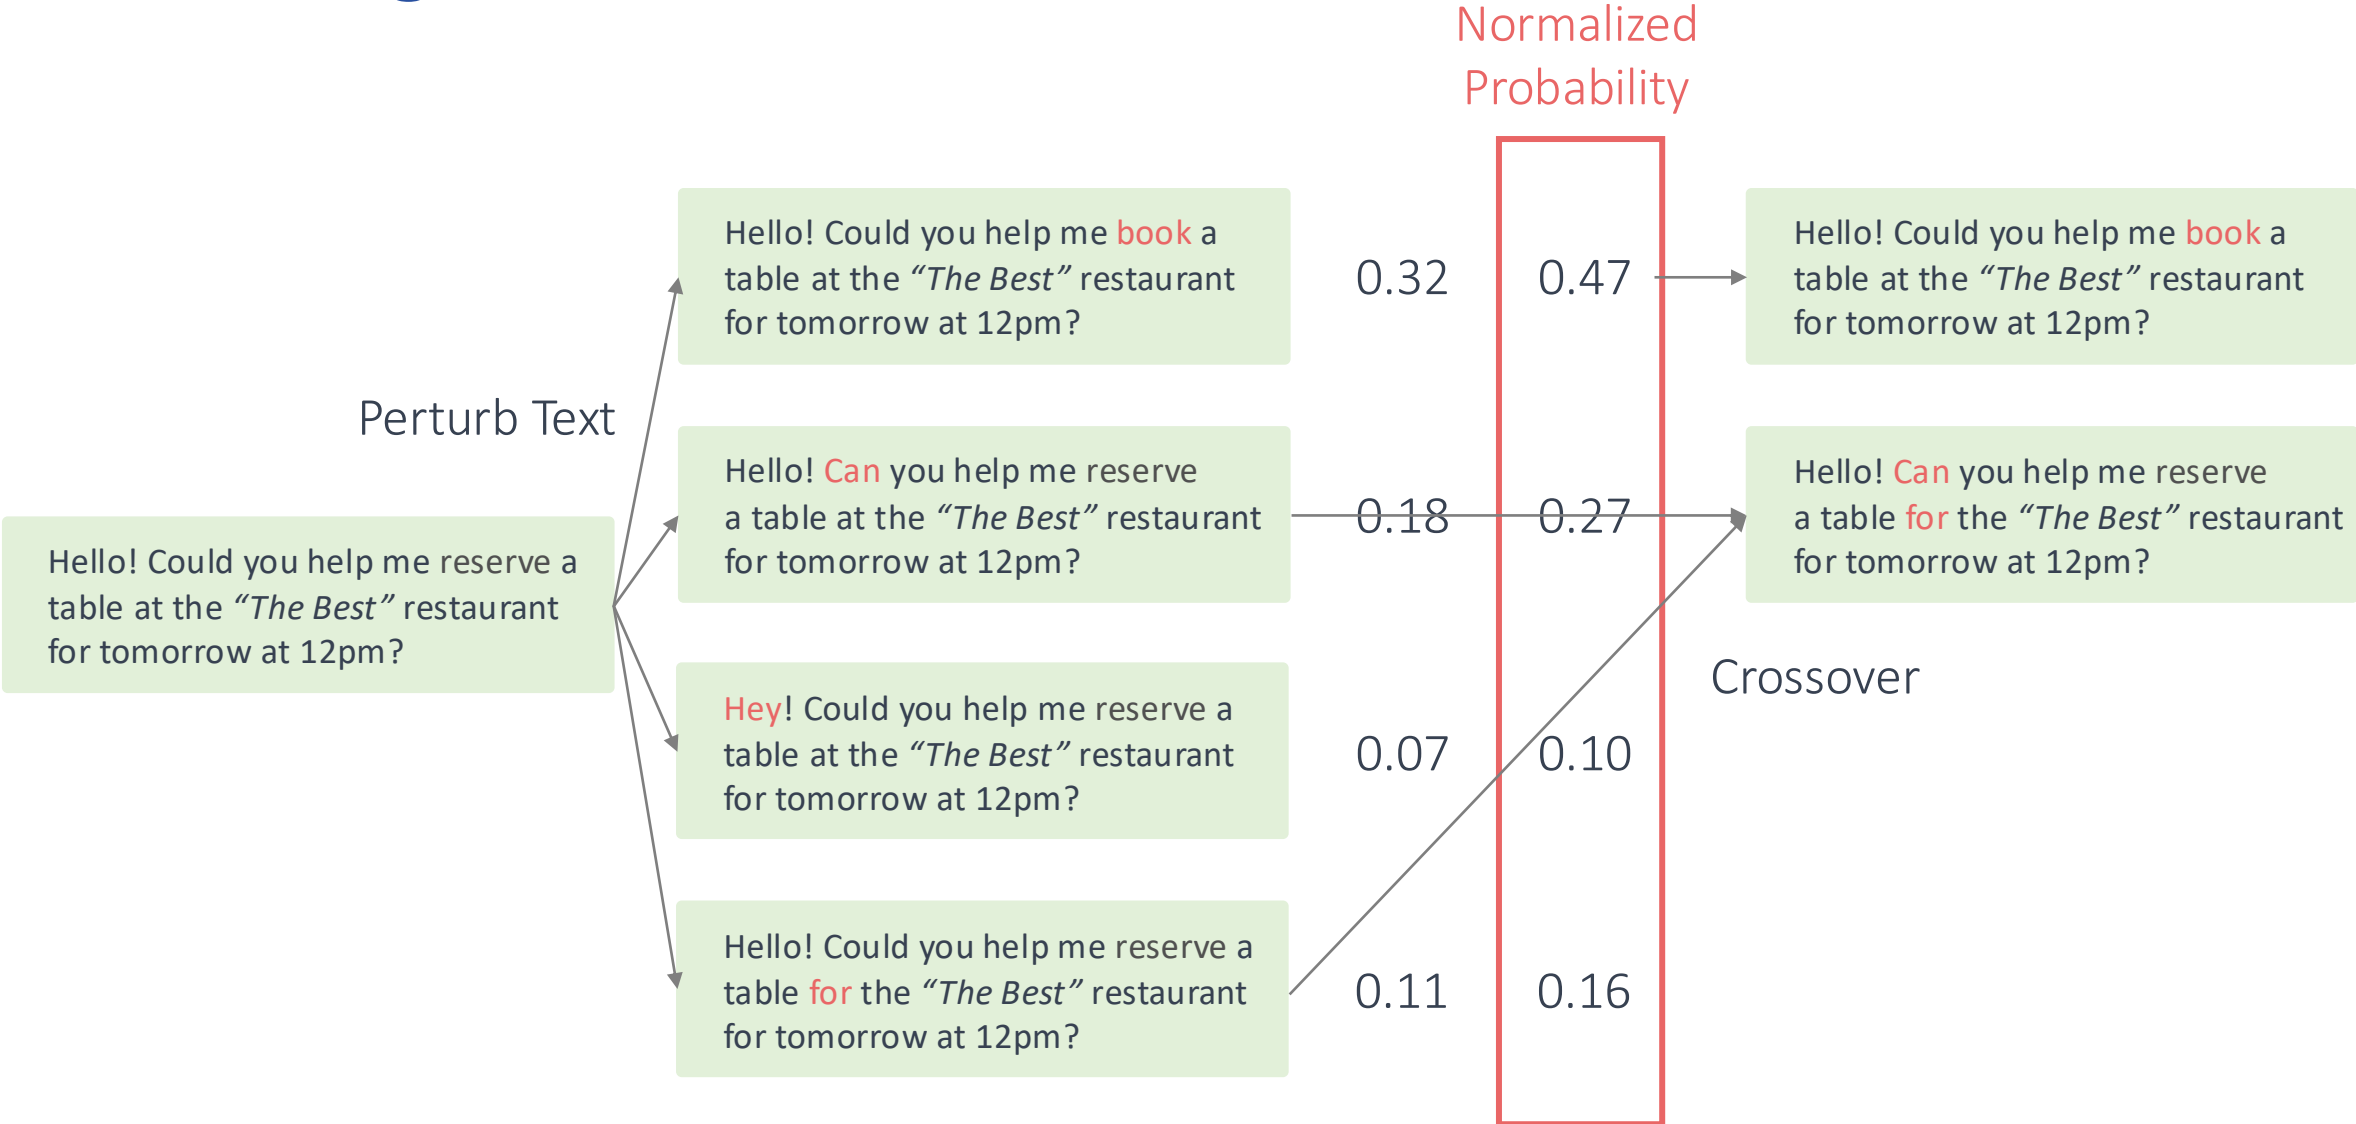 Normalized
Probability
Perturb Text
Hello! Could you help me reserve a
table at the “The Best” restaurant
for tomorrow at 12pm?
Hello! Could you help me book a
table at the “The Best” restaurant
for tomorrow at 12pm?
0.32
0.47
Hello! Could you help me book a
table at the “The Best” restaurant
for tomorrow at 12pm?
Hello! Can you help me reserve
a table at the “The Best” restaurant
for tomorrow at 12pm?
0.18
0.27
Hello! Can you help me reserve
a table for the “The Best” restaurant
for tomorrow at 12pm?
Hey! Could you help me reserve a
table at the “The Best” restaurant
for tomorrow at 12pm?
0.07
0.10
Crossover
Hello! Could you help me reserve a
table for the “The Best” restaurant
for tomorrow at 12pm?
0.11
0.16